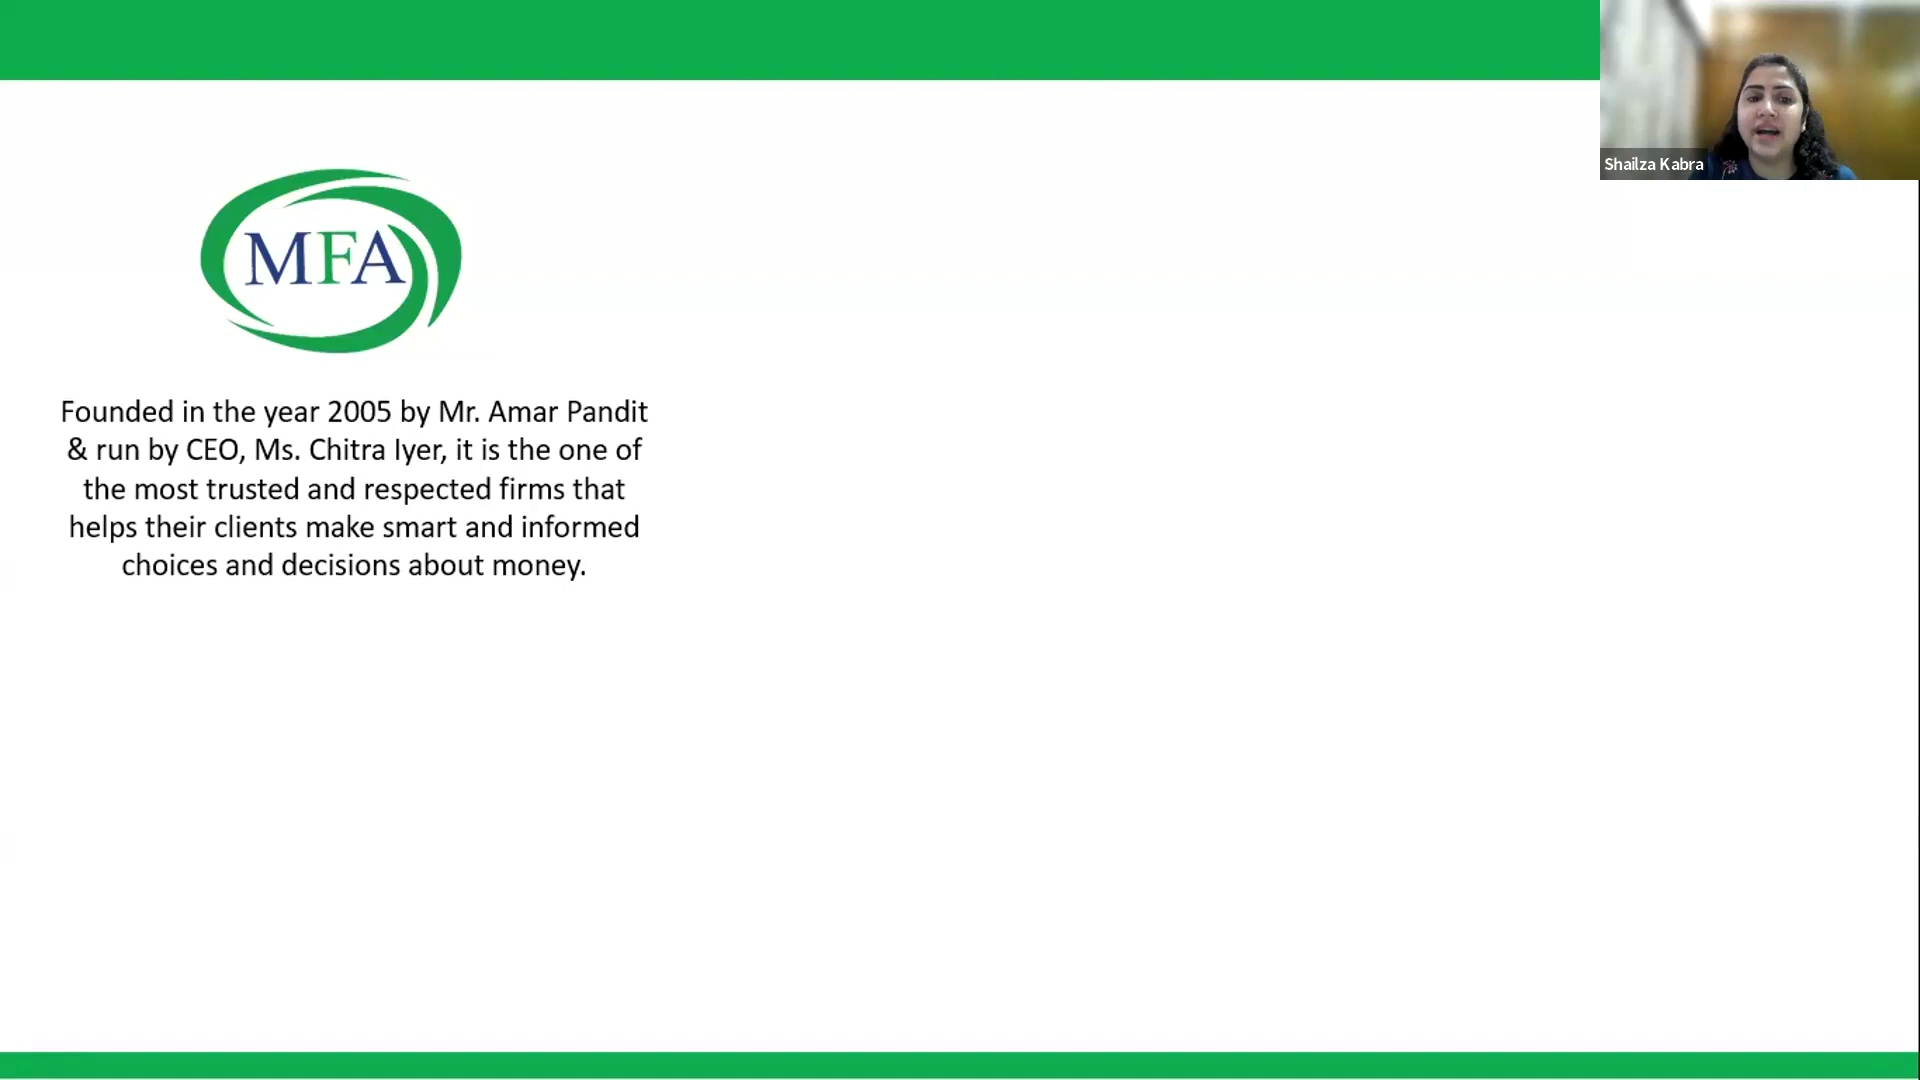 Shailza Kabra
MFA
Founded in the year 2005 by Mr. Amar Pandit
& run by CEO, Ms. Chitra Iyer, it is the one of
the most trusted and respected firms that
helps their clients make smart and informed
choices and decisions about money.